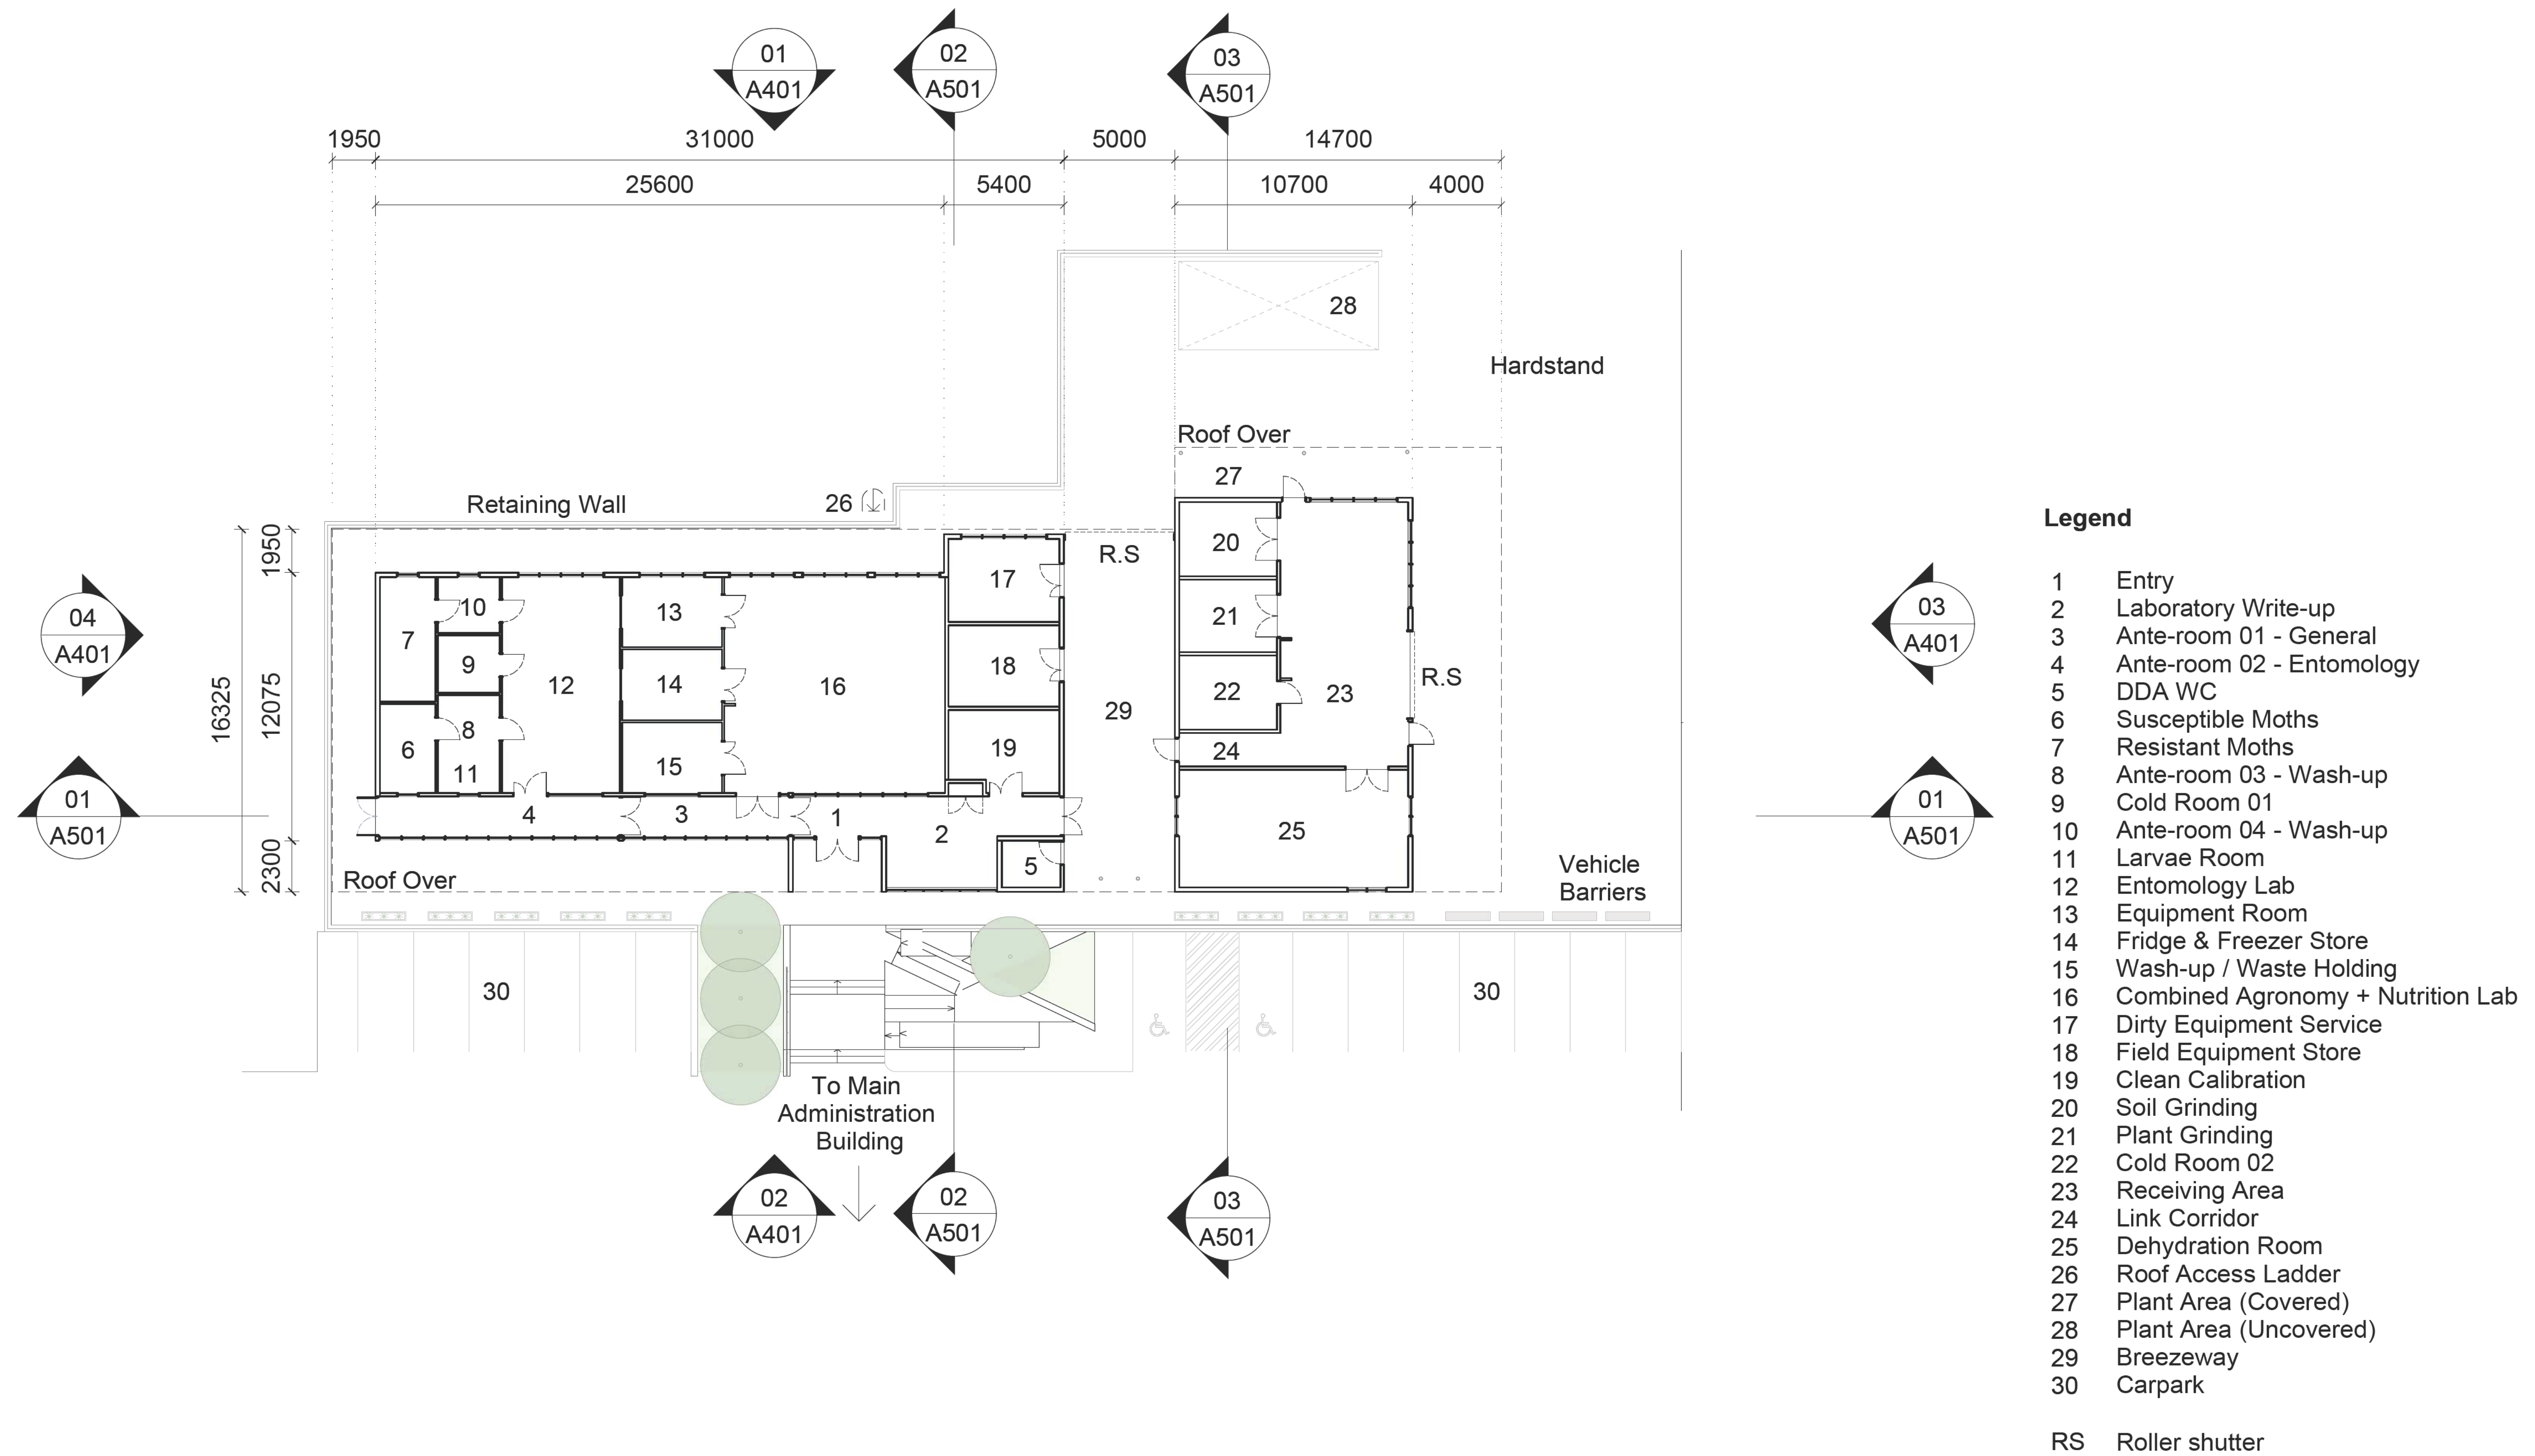 01
A401
02
A501
03
A501
1950
31000
5000
14700
25600
5400
10700
4000
28
Hardstand
Roof Over
27
Retaining Wall
26
R.S
1950
12075
16325
2300
04
A401
01
A501
7
10
9
8
6
11
12
13
14
15
16
17
18
19
4
3
1
2
5
29
20
21
22
23
24
25
R.S
Roof Over
Vehicle
Barriers
03
A401
01
A501
30
30
To Main
Administration
Building
02
A401
02
A501
03
A501
Legend
1 Entry
2 Laboratory Write-up
3 Ante-room 01 - General
4 Ante-room 02 - Entomology
5 DDA WC
6 Susceptible Moths
7 Resistant Moths
8 Ante-room 03 - Wash-up
9 Cold Room 01
10 Ante-room 04 - Wash-up
11 Larvae Room
12 Entomology Lab
13 Equipment Room
14 Fridge & Freezer Store
15 Wash-up / Waste Holding
16 Combined Agronomy + Nutrition Lab
17 Dirty Equipment Service
18 Field Equipment Store
19 Clean Calibration
20 Soil Grinding
21 Plant Grinding
22 Cold Room 02
23 Receiving Area
24 Link Corridor
25 Dehydration Room
26 Roof Access Ladder
27 Plant Area (Covered)
28 Plant Area (Uncovered)
29 Breezeway
30 Carpark
RS Roller shutter